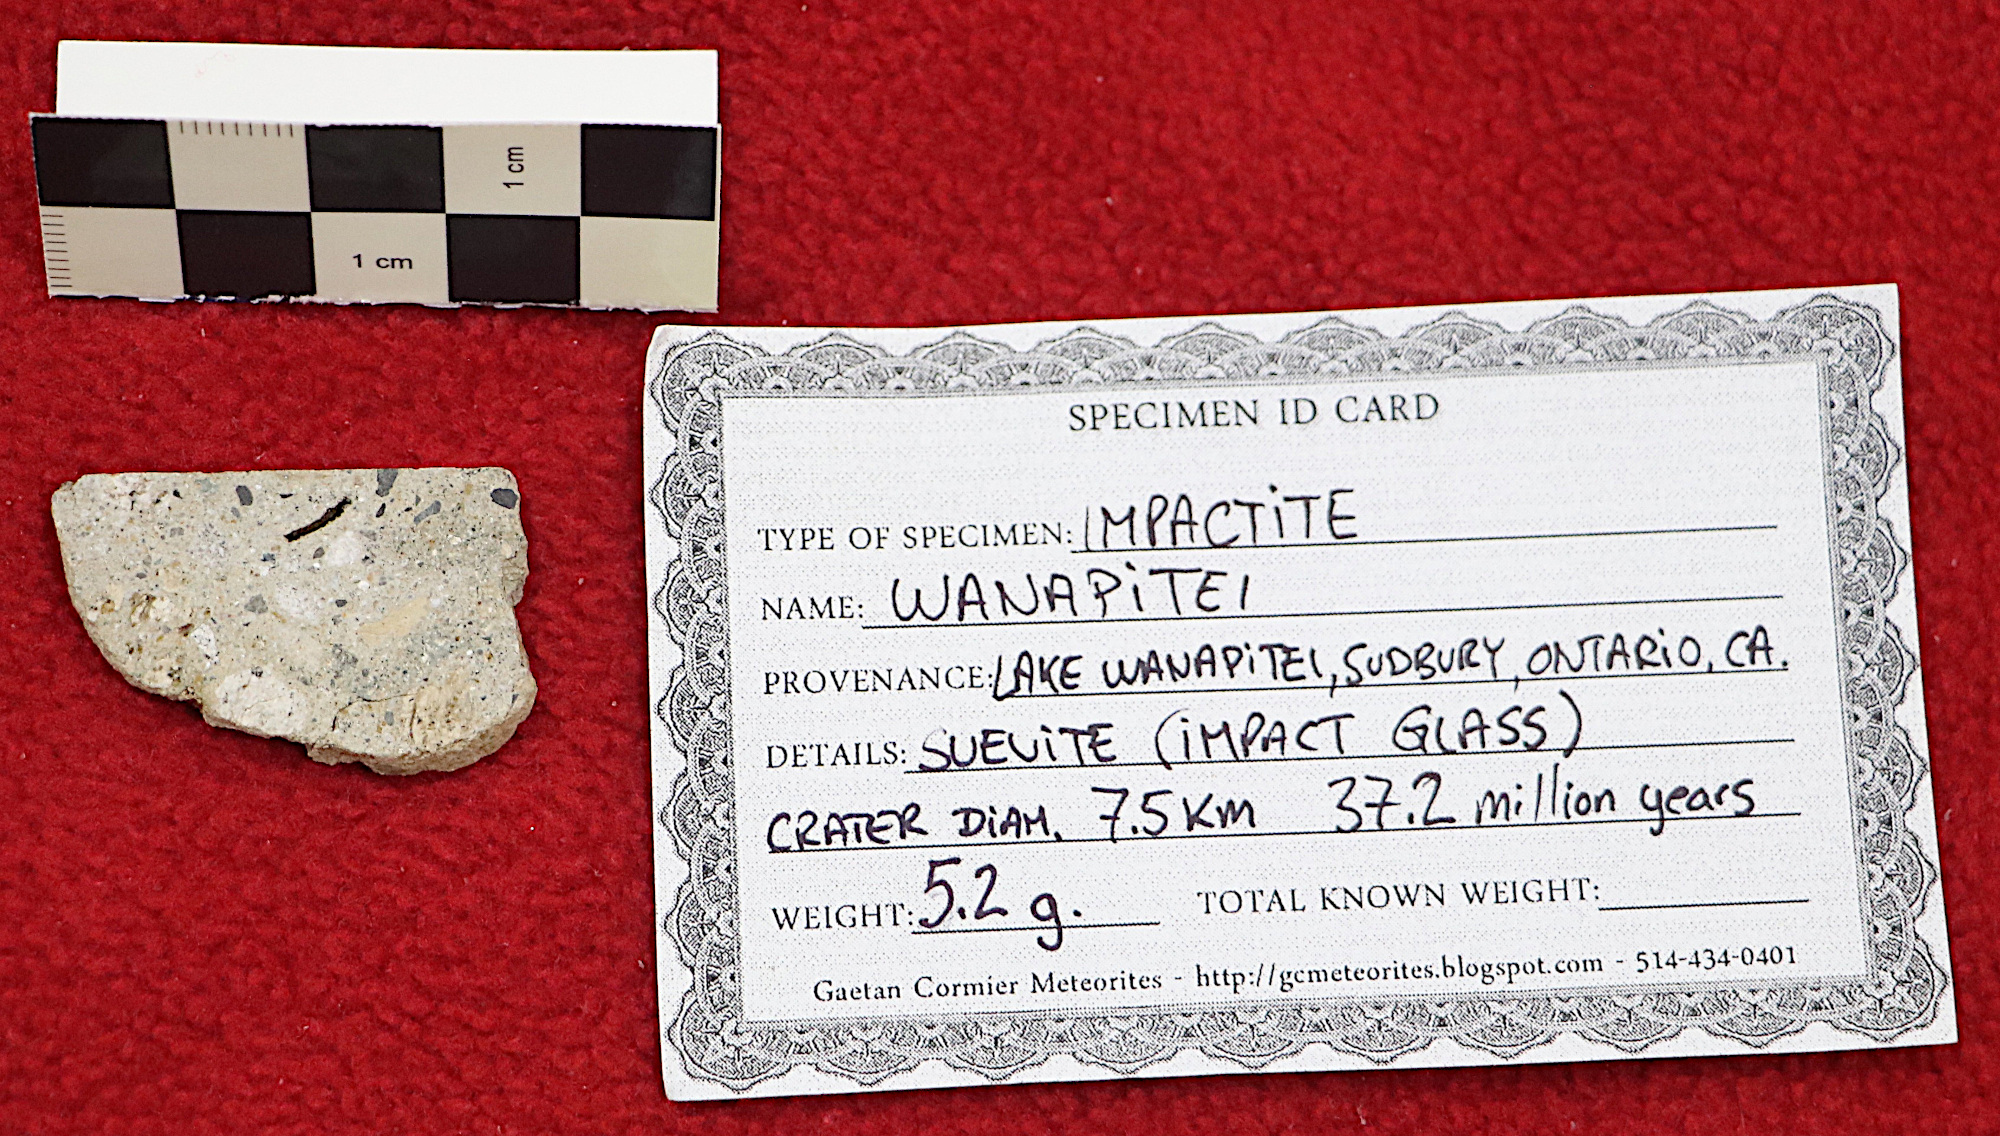 1 cm
1 cm
SPECIMEN ID CARD
TYPE OF SPECIMEN: IMPACTiTE
NAME: WANAPiTEI
PROVENANCE: LAKE WANAPiTEI, SUDBURY, ONTARiO, CA.
DETAILS: SUEViTE (iMPACT GLASS)
CRATER DiAM. 7.5 Km 37.2 million years
WEIGHT: 5.2 g. TOTAL KNOWN WEIGHT:
Gaetan Cormier Meteorites - http://gcmeteorites.blogspot.com - 514-434-0401